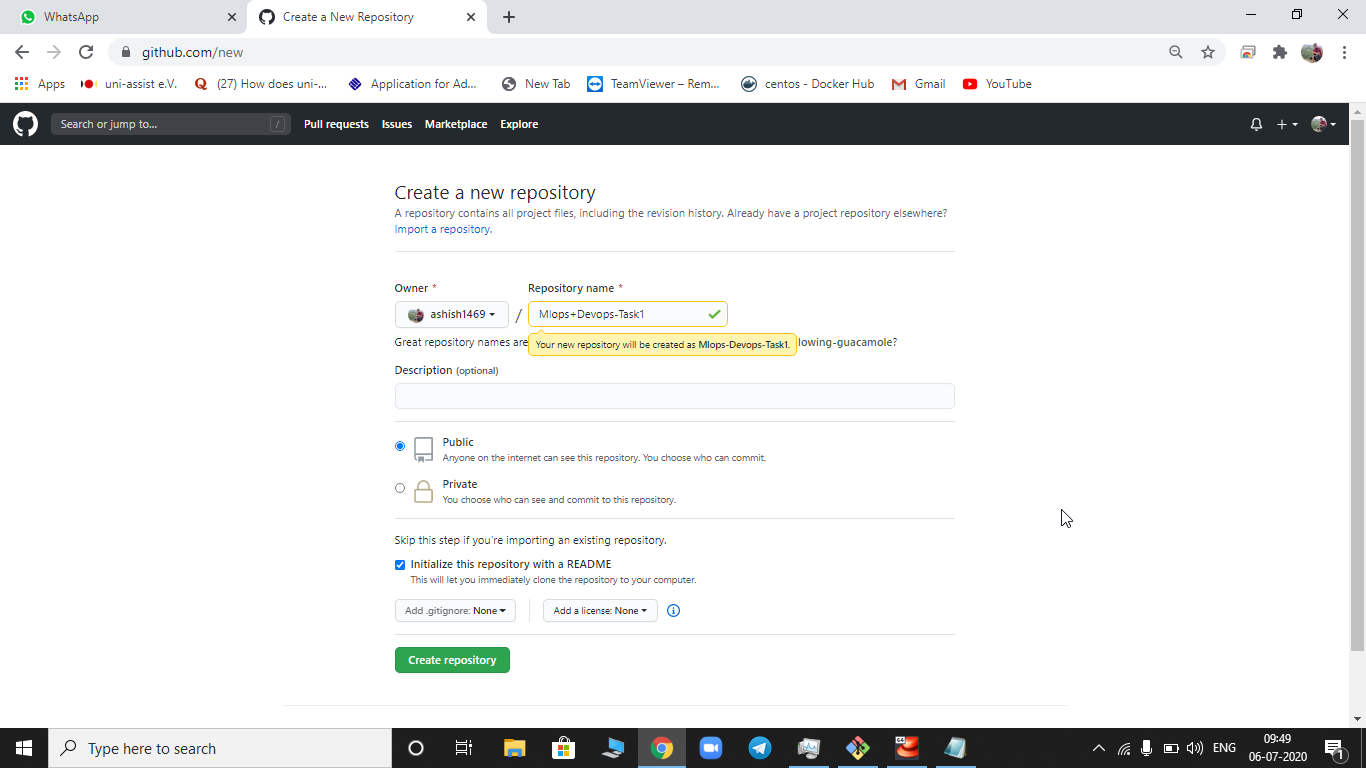 WhatsApp
Create a New Repository
github.com/new
Apps
uni-assist e.V.
(27) How does uni-...
Application for Ad...
New Tab
TeamViewer – Rem...
centos - Docker Hub
Gmail
YouTube
Search or jump to...
/
Pull requests
Issues
Marketplace
Explore
Create a new repository
A repository contains all project files, including the revision history. Already have a project repository elsewhere?
Import a repository.
Owner *
Repository name *
ashish1469
/
Mlops+Devops-Task1
Great repository names are
Your new repository will be created as Mlops-Devops-Task1.
lowing-guacamole?
Description (optional)
Public
Anyone on the internet can see this repository. You choose who can commit.
Private
You choose who can see and commit to this repository.
Skip this step if you're importing an existing repository.
Initialize this repository with a README
This will let you immediately clone the repository to your computer.
Add .gitignore: None
Add a license: None
Create repository
Type here to search
64
ENG
09:49
06-07-2020
1